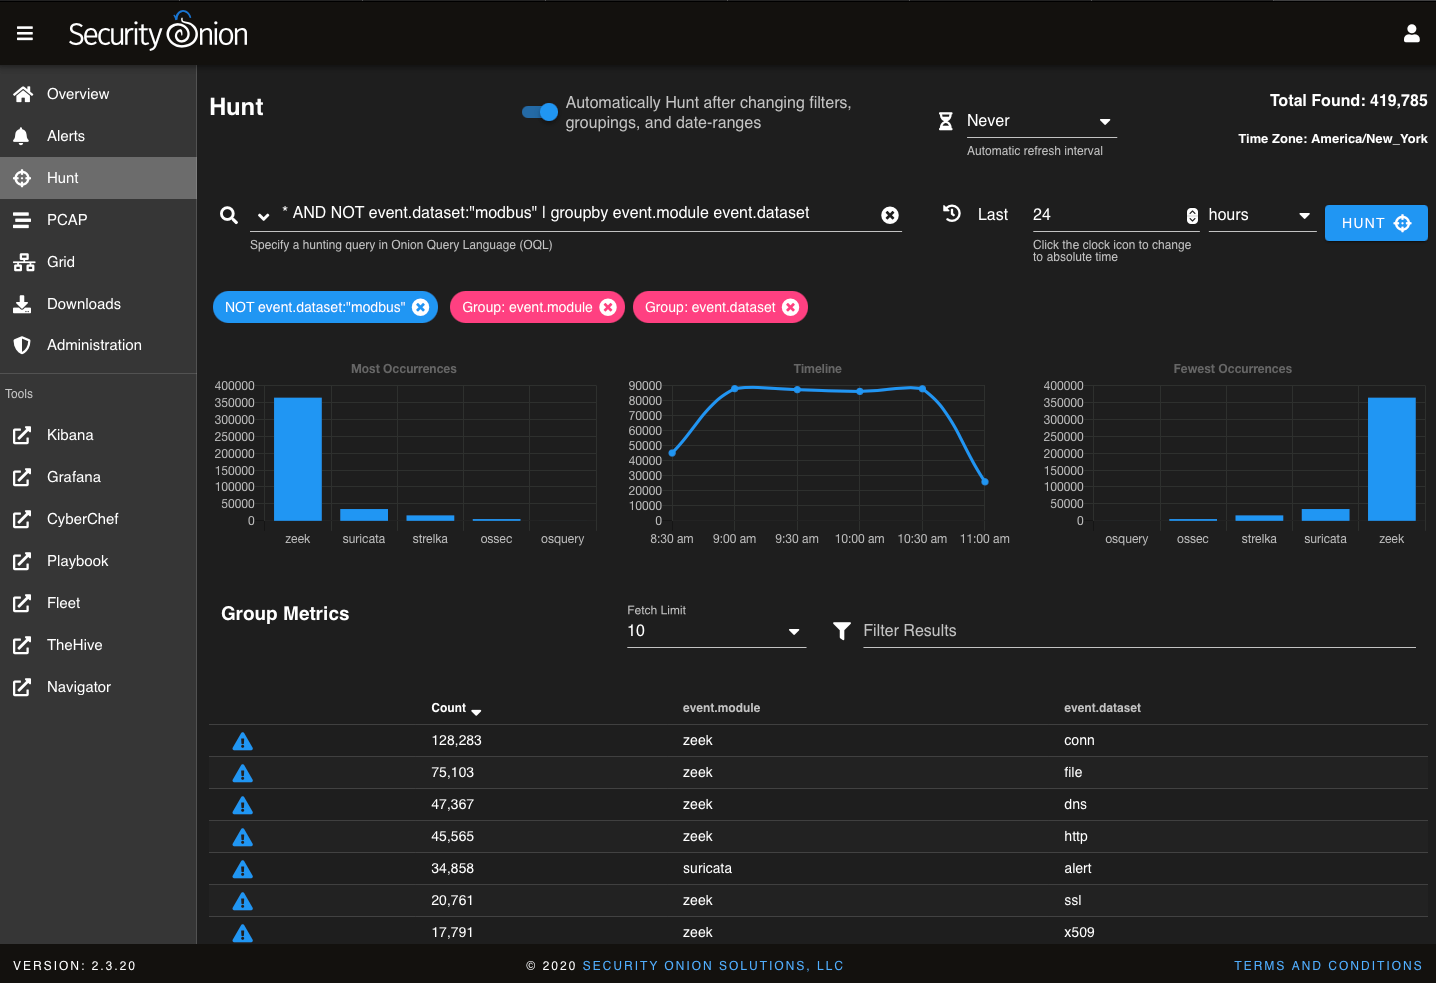 Security Onion
Overview
Alerts
Hunt
PCAP
Grid
Downloads
Administration
Tools
Kibana
Grafana
CyberChef
Playbook
Fleet
TheHive
Navigator
Hunt
Automatically Hunt after changing filters,
groupings, and date-ranges
Never
Automatic refresh interval
Total Found: 419,785
Time Zone: America/New_York
* AND NOT event.dataset:"modbus" | groupby event.module event.dataset
Specify a hunting query in Onion Query Language (OQL)
Last 24 hours
Click the clock icon to change
to absolute time
HUNT
NOT event.dataset:"modbus" Group: event.module Group: event.dataset
Most Occurrences
400000
350000
300000
250000
200000
150000
100000
50000
0
zeek suricata strelka ossec osquery
Timeline
90000
80000
70000
60000
50000
40000
30000
20000
10000
0
8:30 am 9:00 am 9:30 am 10:00 am 10:30 am 11:00 am
Fewest Occurrences
400000
350000
300000
250000
200000
150000
100000
50000
0
osquery ossec strelka suricata zeek
Group Metrics
Fetch Limit
10
Filter Results
Count event.module event.dataset
128,283 zeek conn
75,103 zeek file
47,367 zeek dns
45,565 zeek http
34,858 suricata alert
20,761 zeek ssl
17,791 zeek x509
VERSION: 2.3.20
© 2020 SECURITY ONION SOLUTIONS, LLC
TERMS AND CONDITIONS